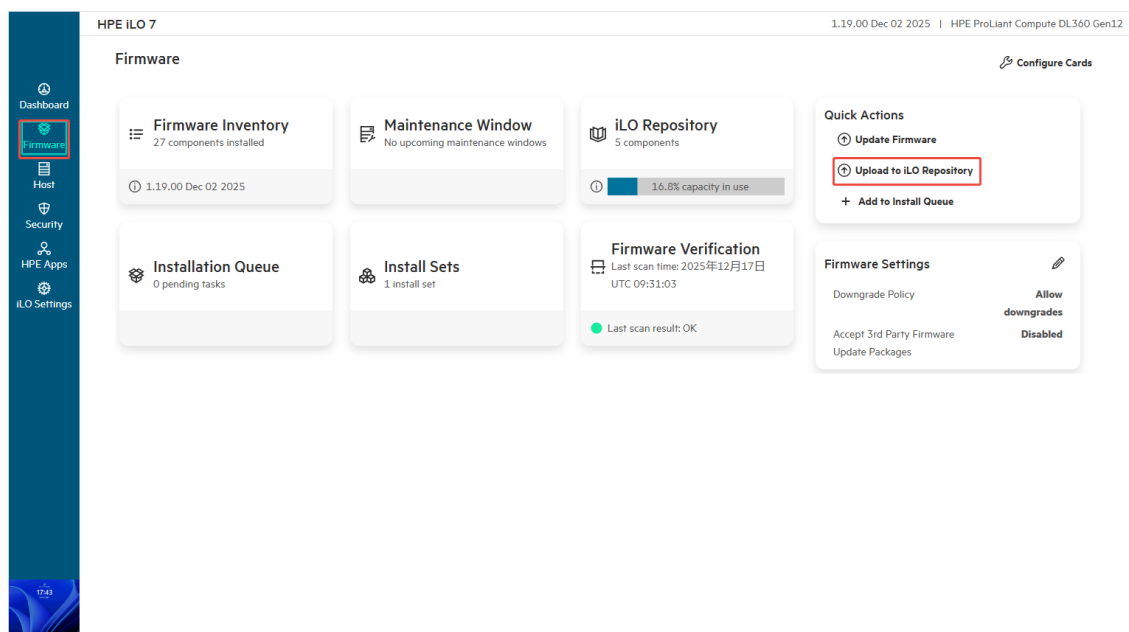 HPE iLO 7
1.19.00 Dec 02 2025 | HPE ProLiant Compute DL360 Gen12
Dashboard
Firmware
Host
Security
HPE Apps
iLO Settings
17:43
Firmware
Configure Cards
Firmware Inventory
27 components installed
1.19.00 Dec 02 2025
Maintenance Window
No upcoming maintenance windows
iLO Repository
5 components
16.8% capacity in use
Installation Queue
0 pending tasks
Install Sets
1 install set
Firmware Verification
Last scan time: 2025年12月17日
UTC 09:31:03
Last scan result: OK
Quick Actions
Update Firmware
Upload to iLO Repository
+ Add to Install Queue
Firmware Settings
Downgrade Policy Allow
downgrades
Accept 3rd Party Firmware Disabled
Update Packages